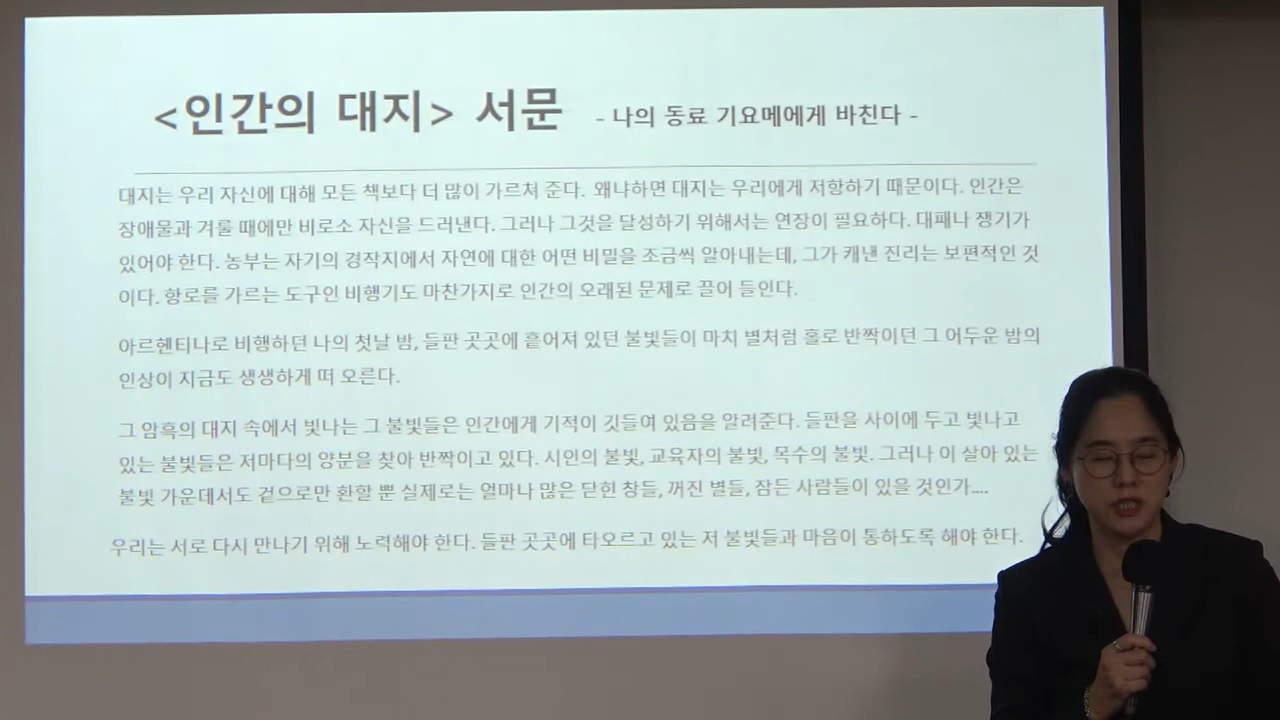 <인간의 대지> 서문 - 나의 동료 기요메에게 바친다 -
대지는 우리 자신에 대해 모든 책보다 더 많이 가르쳐 준다. 왜냐하면 대지는 우리에게 저항하기 때문이다. 인간은
장애물과 겨룰 때에만 비로소 자신을 드러낸다. 그러나 그것을 달성하기 위해서는 연장이 필요하다. 대패나 쟁기가
있어야 한다. 농부는 자기의 경작지에서 자연에 대한 어떤 비밀을 조금씩 알아내는데, 그가 캐낸 진리는 보편적인 것
이다. 항로를 가르는 도구인 비행기도 마찬가지로 인간의 오래된 문제로 끌어 들인다.
아르헨티나로 비행하던 나의 첫날 밤, 들판 곳곳에 흩어져 있던 불빛들이 마치 별처럼 홀로 반짝이던 그 어두운 밤의
인상이 지금도 생생하게 떠 오른다.
그 암흑의 대지 속에서 빛나는 그 불빛들은 인간에게 기적이 깃들여 있음을 알려준다. 들판을 사이에 두고 빛나고
있는 불빛들은 저마다의 양분을 찾아 반짝이고 있다. 시인의 불빛, 교육자의 불빛, 목수의 불빛. 그러나 이 살아 있는
불빛 가운데서도 겉으로만 환할 뿐 실제로는 얼마나 많은 닫힌 창들, 꺼진 별들, 잠든 사람들이 있을 것인가....
우리는 서로 다시 만나기 위해 노력해야 한다. 들판 곳곳에 타오르고 있는 저 불빛들과 마음이 통하도록 해야 한다.